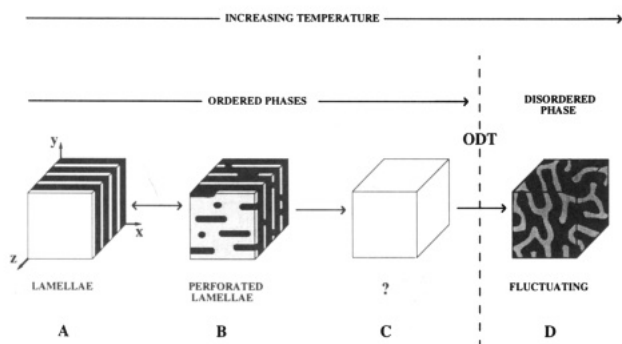 INCREASING TEMPERATURE
ORDERED PHASES
DISORDERED
PHASE
ODT
y
x
z
LAMELLAE
PERFORATED
LAMELLAE
?
FLUCTUATING
A
B
C
D